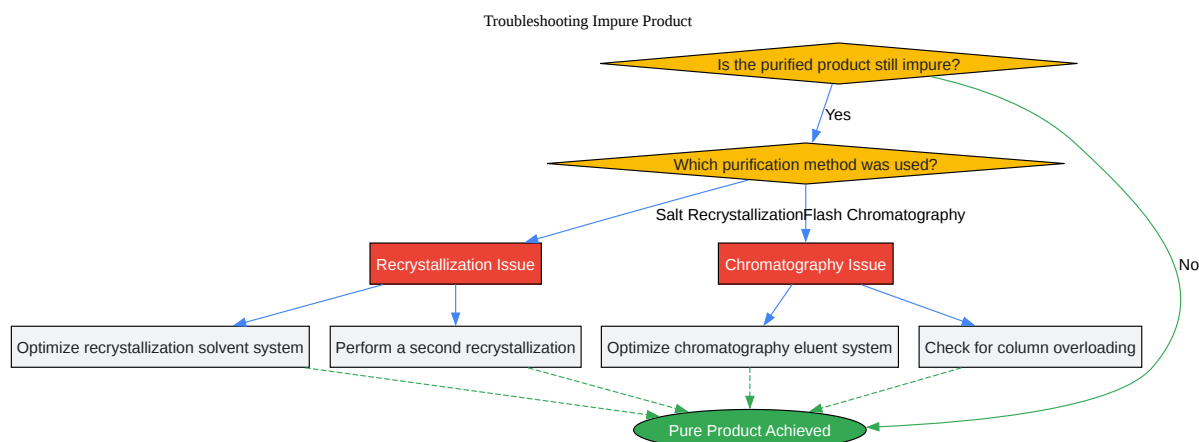 Troubleshooting Impure Product
Is the purified product still impure?
Yes
Which purification method was used?
Salt Recrystallization
Flash Chromatography
Recrystallization Issue
Chromatography Issue
No
Optimize recrystallization solvent system
Perform a second recrystallization
Optimize chromatography eluent system
Check for column overloading
Pure Product Achieved